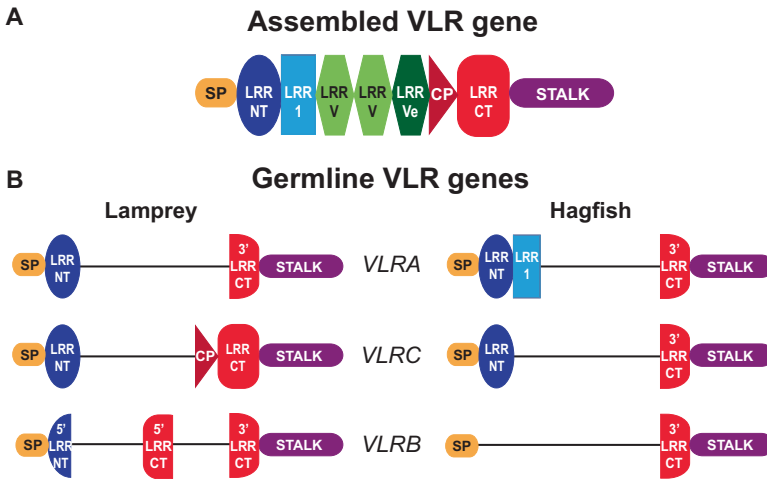 A
Assembled VLR gene
SP
LRR
NT
LRR
1
LRR
V
LRR
V
LRR
Ve
CP
LRR
CT
STALK
B
Germline VLR genes
Lamprey
Hagfish
SP
LRR
NT
3'
LRR
CT
STALK
VLRA
SP
LRR
NT
LRR
1
3'
LRR
CT
STALK
SP
LRR
NT
CP
LRR
CT
STALK
VLRC
SP
LRR
NT
3'
LRR
CT
STALK
SP
5'
LRR
NT
5'
LRR
CT
3'
LRR
CT
STALK
VLRB
SP
3'
LRR
CT
STALK